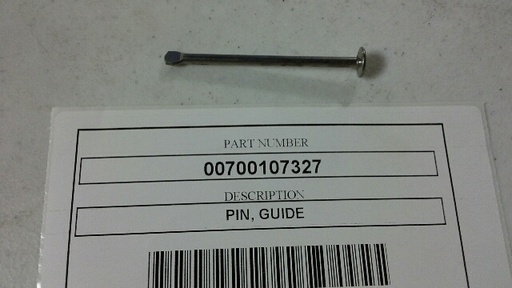 PART NUMBER
00700107327
DESCRIPTION
PIN, GUIDE